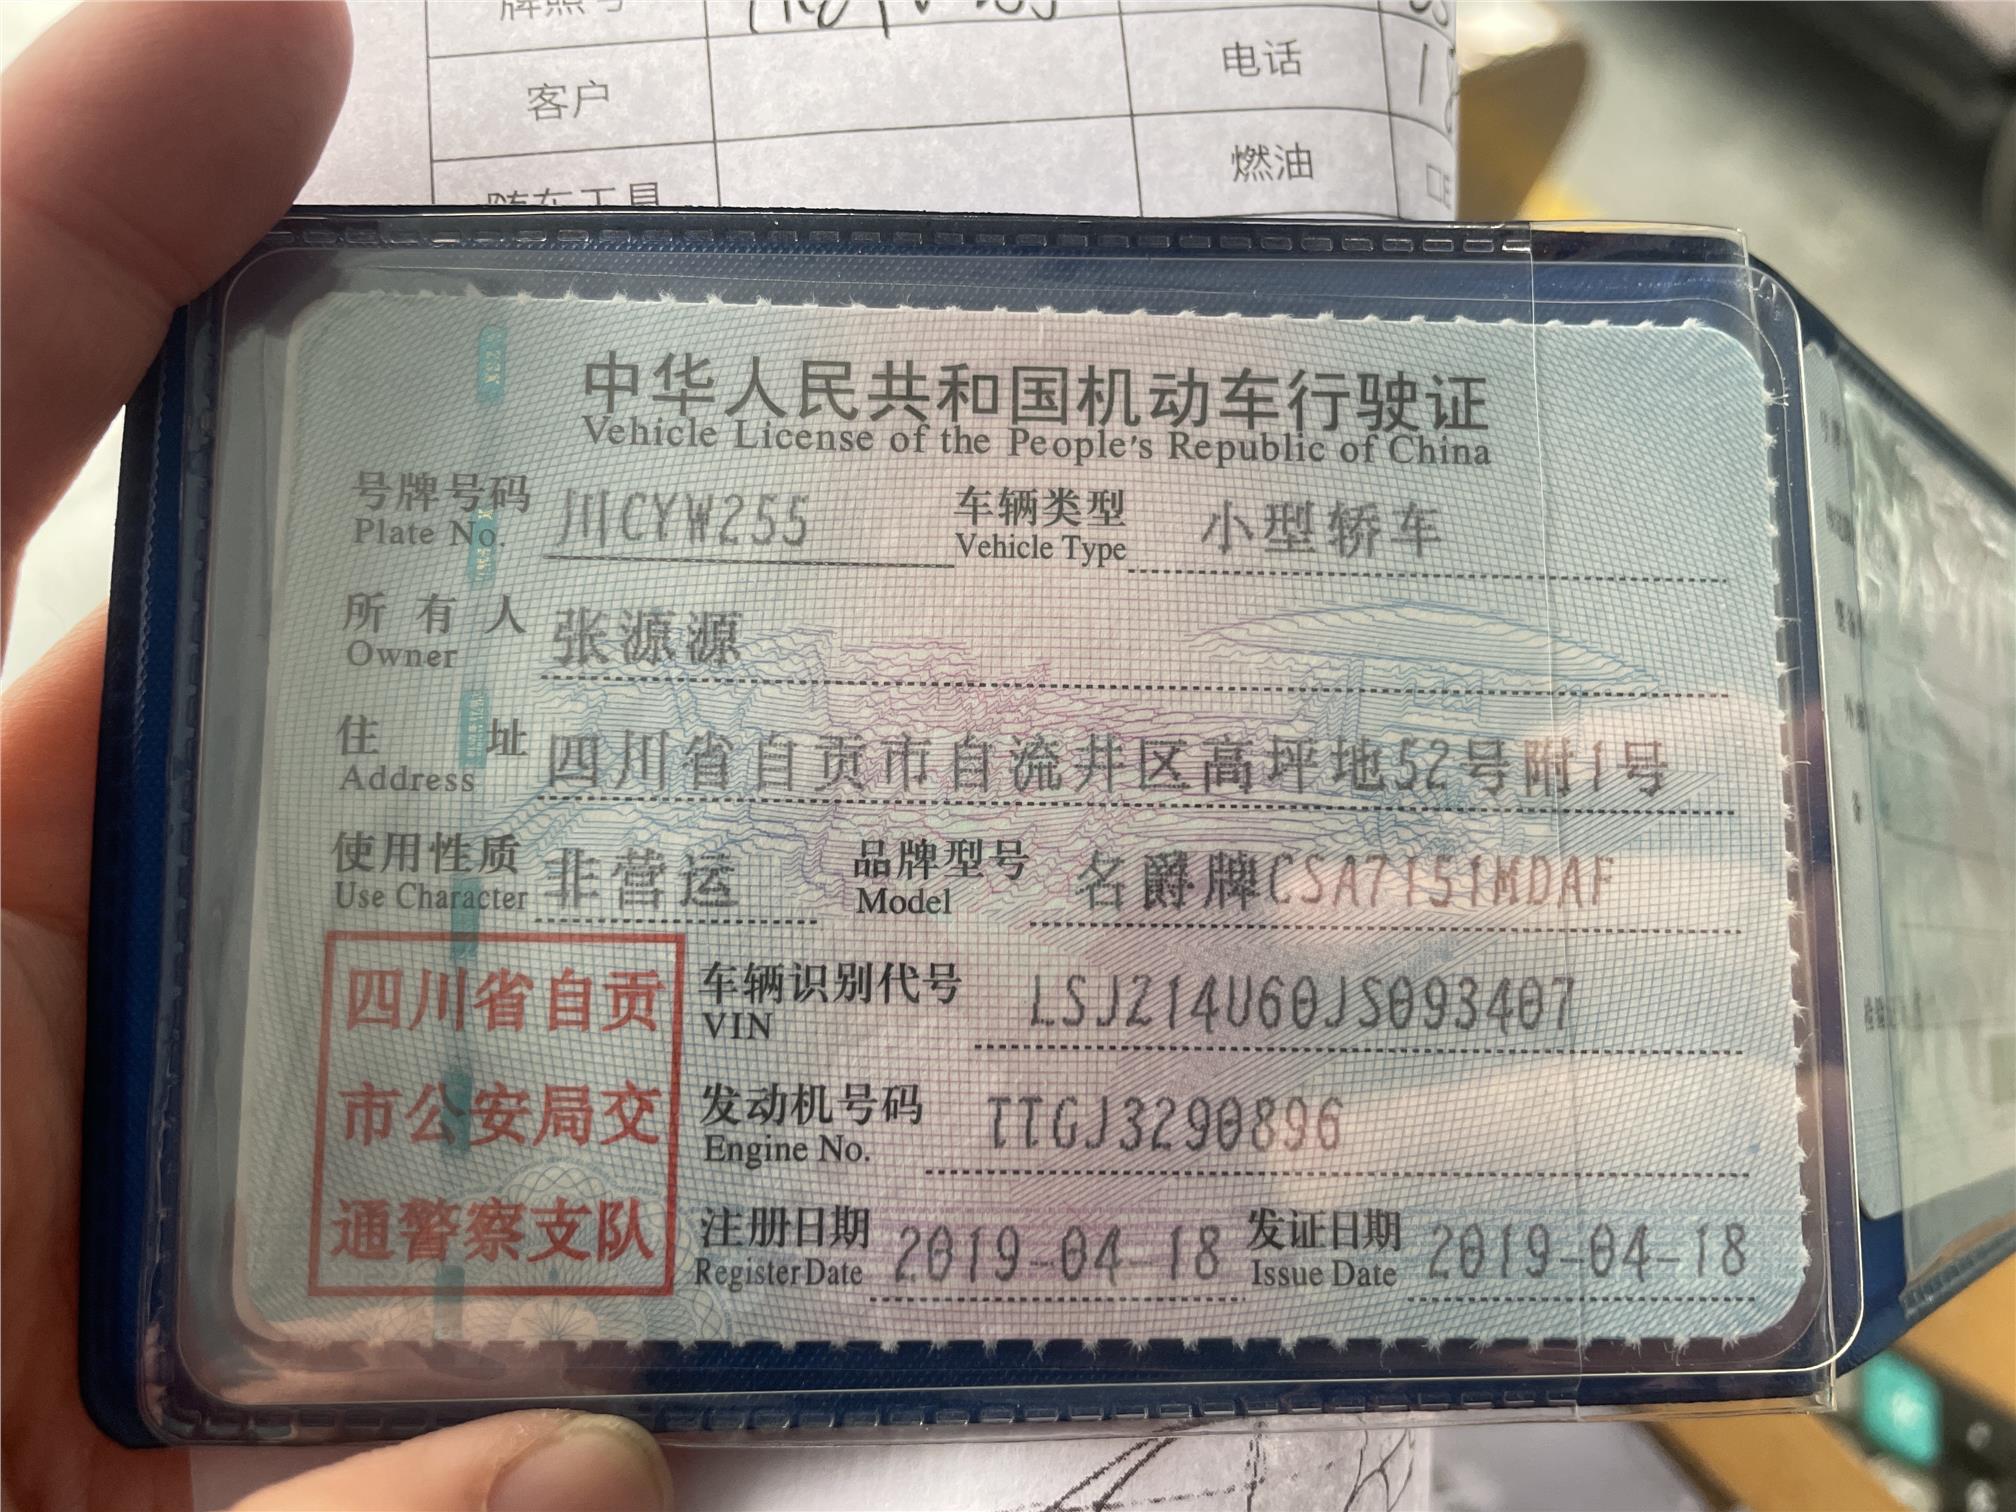 牌照号
客户
电话
随车工具
燃油
中华人民共和国机动车行驶证
Vehicle License of the People's Republic of China
号牌号码 川CYW255 车辆类型 小型轿车
Plate No. Vehicle Type
所有人 张源源
Owner
住址 四川省自贡市自流井区高坪地52号附1号
Address
使用性质 非营运 品牌型号 名爵牌CSA7151MDAF
Use Character Model
四川省自贡
市公安局交
通警察支队
车辆识别代号 LSJZ14U60JS093407
VIN
发动机号码 TTGJ3290896
Engine No.
注册日期 2019-04-18 发证日期 2019-04-18
Register Date Issue Date